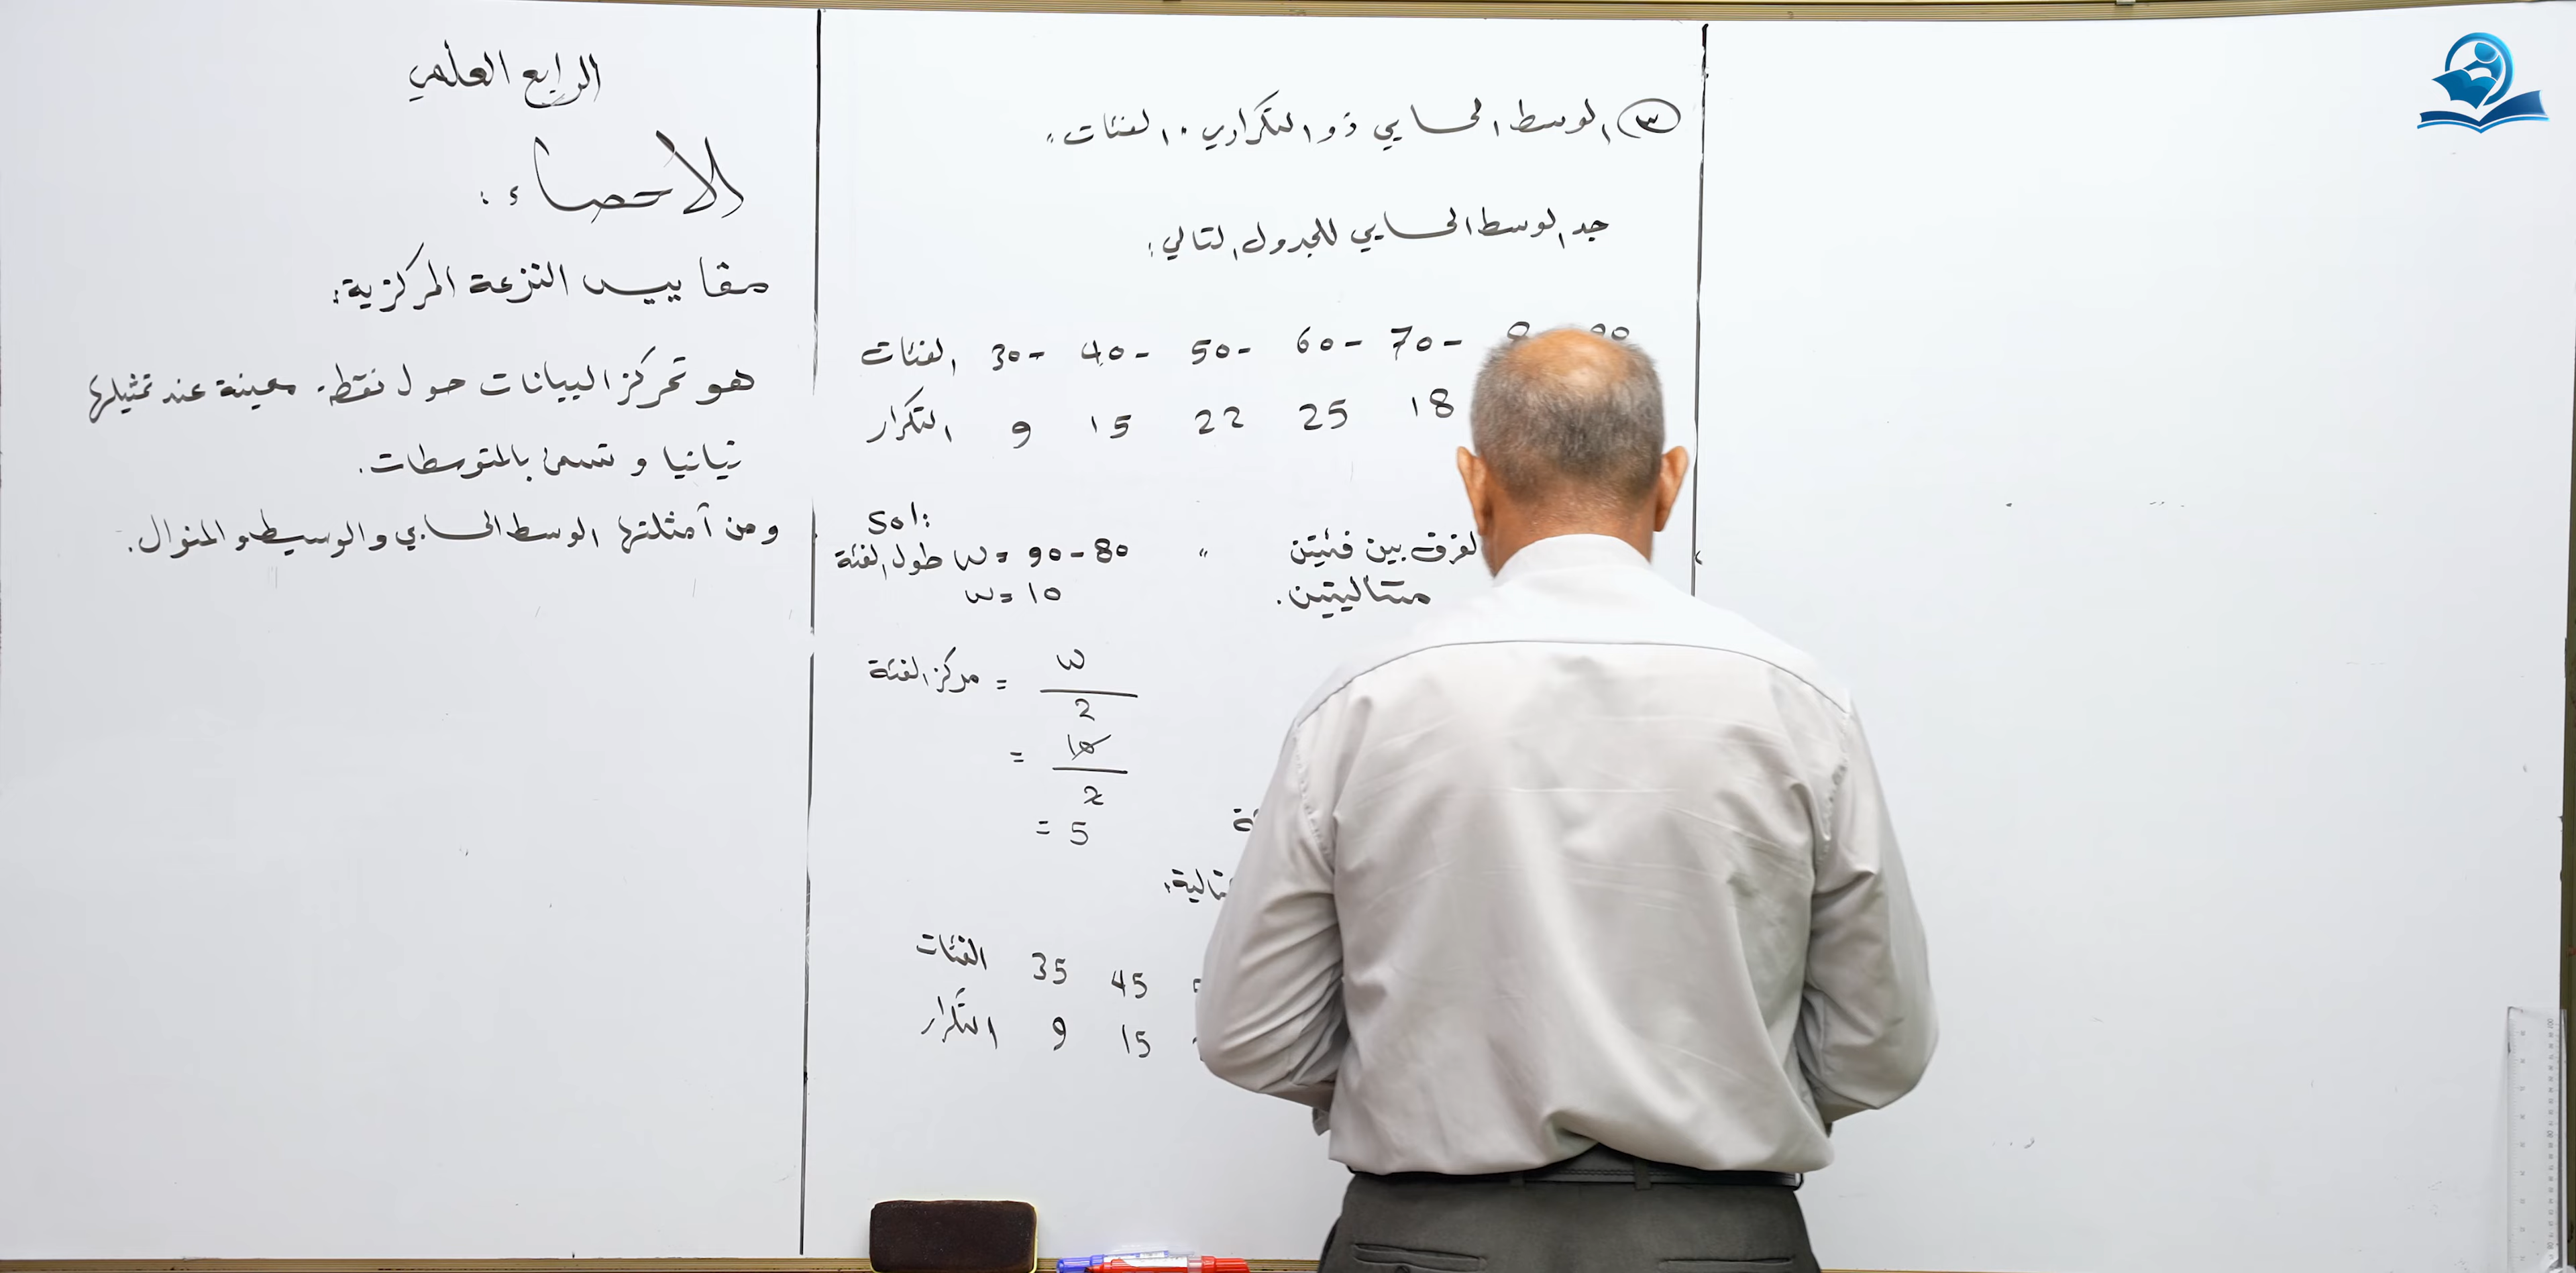 الرابع العلمي
الاحصاء :
مقاييس النزعة المركزية :
هو تمركز البيانات حول نقطة معينة عند تمثيلها
بيانيا و تسمى بالمتوسطات .
ومن أمثلتها الوسط الحسابي والوسيط والمنوال .
٣ الوسط الحسابي ذو التكراري " الفئات "
جد الوسط الحسابي للجدول التالي :
الفئات 30- 40- 50- 60- 70-
التكرار 9 15 22 25 18
Sol:
طول الفئة w = 90-80 " الفرق بين فئتين
w = 10 متتاليتين .
مركز الفئة = w/2
= 10/2
= 5
الفئات 35 45
التكرار 9 15